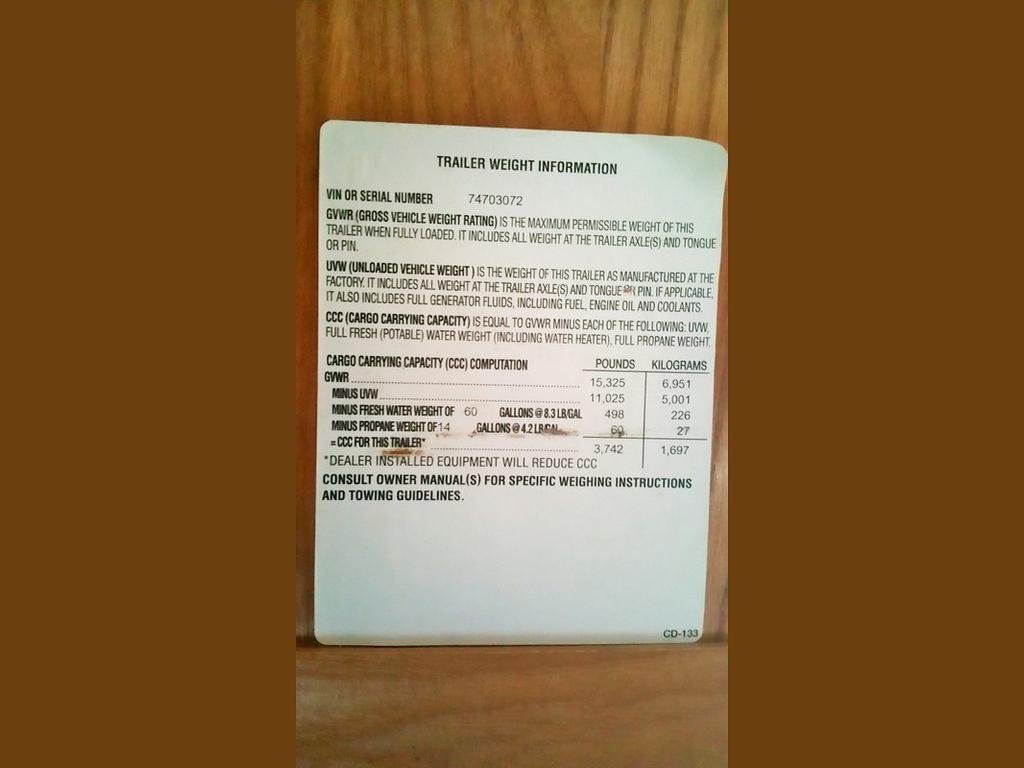 TRAILER WEIGHT INFORMATION
VIN OR SERIAL NUMBER 74703072
GVWR (GROSS VEHICLE WEIGHT RATING) IS THE MAXIMUM PERMISSIBLE WEIGHT OF THIS
TRAILER WHEN FULLY LOADED. IT INCLUDES ALL WEIGHT AT THE TRAILER AXLE(S) AND TONGUE
OR PIN.
UVW (UNLOADED VEHICLE WEIGHT ) IS THE WEIGHT OF THIS TRAILER AS MANUFACTURED AT THE
FACTORY. IT INCLUDES ALL WEIGHT AT THE TRAILER AXLE(S) AND TONGUE OR PIN. IF APPLICABLE,
IT ALSO INCLUDES FULL GENERATOR FLUIDS, INCLUDING FUEL, ENGINE OIL AND COOLANTS.
CCC (CARGO CARRYING CAPACITY) IS EQUAL TO GVWR MINUS EACH OF THE FOLLOWING: UVW,
FULL FRESH (POTABLE) WATER WEIGHT (INCLUDING WATER HEATER), FULL PROPANE WEIGHT.
CARGO CARRYING CAPACITY (CCC) COMPUTATION POUNDS KILOGRAMS
GVWR 15,325 6,951
MINUS UVW 11,025 5,001
MINUS FRESH WATER WEIGHT OF 60 GALLONS @ 8.3 LB/GAL 498 226
MINUS PROPANE WEIGHT OF 14 GALLONS @ 4.2 LB/GAL 60 27
= CCC FOR THIS TRAILER* 3,742 1,697
*DEALER INSTALLED EQUIPMENT WILL REDUCE CCC
CONSULT OWNER MANUAL(S) FOR SPECIFIC WEIGHING INSTRUCTIONS
AND TOWING GUIDELINES.
CD-133